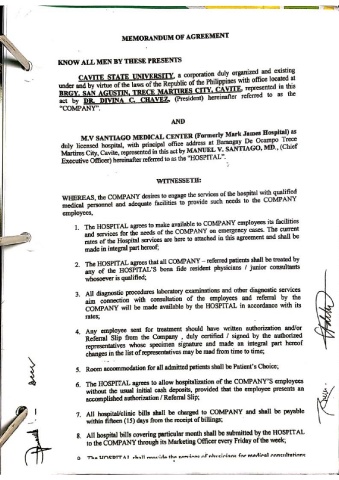 MEMORANDUM OF AGREEMENT
KNOW ALL MEN BY THESE PRESENTS
CAVITE STATE UNIVERSITY, a corporation duly organized and existing
under and by virtue of the laws of the Republic of the Philippines with office located at
BRGY. SAN AGUSTIN, TRECE MARTIRES CITY, CAVITE, represented in this
act by DR. DIVINA C. CHAVEZ, (President) hereinafter referred to as the
"COMPANY".
AND
M.V SANTIAGO MEDICAL CENTER (Formerly Mark James Hospital) as
duly licensed hospital, with principal office address at Barangay De Ocampo Trece
Martires City, Cavite, represented in this act by MANUEL V. SANTIAGO, MD., (Chief
Executive Officer) hereinafter referred to as the "HOSPITAL".
WITNESSETH:
WHEREAS, the COMPANY desires to engage the services of the hospital with qualified
medical personnel and adequate facilities to provide such needs to the COMPANY
employees,
1. The HOSPITAL agrees to make available to COMPANY employees its facilities
and services for the needs of the COMPANY on emergency cases. The current
rates of the Hospital services are here to attached in this agreement and shall be
made in integral part hereof;
2. The HOSPITAL agrees that all COMPANY – referred patients shall be treated by
any of the HOSPITAL'S bona fide resident physicians / junior consultants
whosoever is qualified;
3. All diagnostic procedures laboratory examinations and other diagnostic services
aim connection with consultation of the employees and referral by the
COMPANY will be made available by the HOSPITAL in accordance with its
rates;
4. Any employee sent for treatment should have written authorization and/or
Referral Slip from the Company , duly certified / signed by the authorized
representatives whose specimen signature and made an integral part hereof
changes in the list of representatives may be mad from time to time;
5. Room accommodation for all admitted patients shall be Patient's Choice;
6. The HOSPITAL agrees to allow hospitalization of the COMPANY'S employees
without the usual initial cash deposits, provided that the employee presents an
accomplished authorization / Referral Slip;
7. All hospital/clinic bills shall be charged to COMPANY and shall be payable
within fifteen (15) days from the receipt of billings;
8. All hospital bills covering particular month shall be submitted by the HOSPITAL
to the COMPANY through its Marketing Officer every Friday of the week;
9. The HOSPITAL shall provide the services of physicians for medical consultations